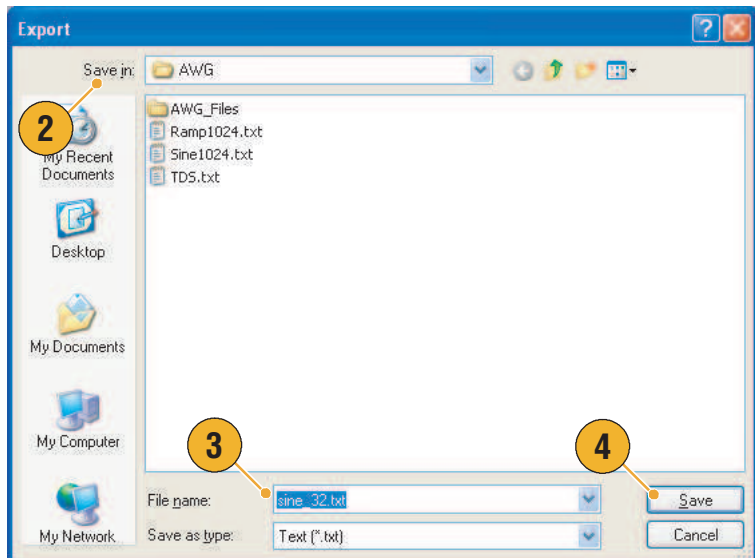 Export
Save in: AWG
2
AWG_Files
Ramp1024.txt
Sine1024.txt
TDS.txt
My Recent
Documents
Desktop
My Documents
My Computer
My Network
3
4
File name: sine_32.txt Save
Save as type: Text (*.txt) Cancel